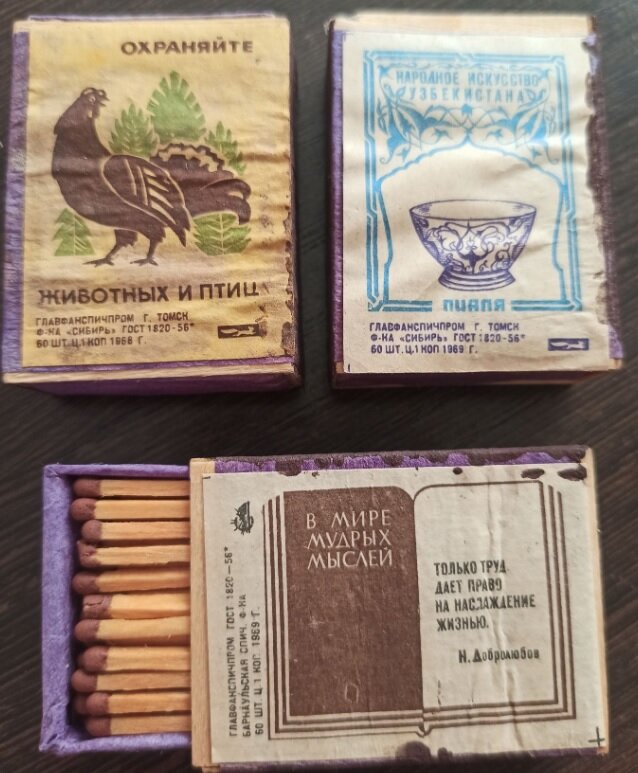 ОХРАНЯЙТЕ
ЖИВОТНЫХ И ПТИЦ
ГЛАВФАНСПИЧПРОМ Г. ТОМСК
Ф-КА «СИБИРЬ» ГОСТ 1820-56*
60 ШТ. Ц.1 КОП 1968 Г.
НАРОДНОЕ ИСКУССТВО
УЗБЕКИСТАНА
ПИАЛЯ
ГЛАВФАНСПИЧПРОМ Г. ТОМСК
Ф-КА «СИБИРЬ» ГОСТ 1820-56*
60 ШТ. Ц.1 КОП 1969 Г.
ГЛАВФАНСПИЧПРОМ ГОСТ 1820-56*
БАРНАУЛЬСКАЯ СПИЧ. Ф-КА
60 ШТ. Ц.1 КОП. 1969 Г.
В МИРЕ
МУДРЫХ
МЫСЛЕЙ
ТОЛЬКО ТРУД
ДАЕТ ПРАВО
НА НАСЛАЖДЕНИЕ
ЖИЗНЬЮ.
Н. Добролюбов